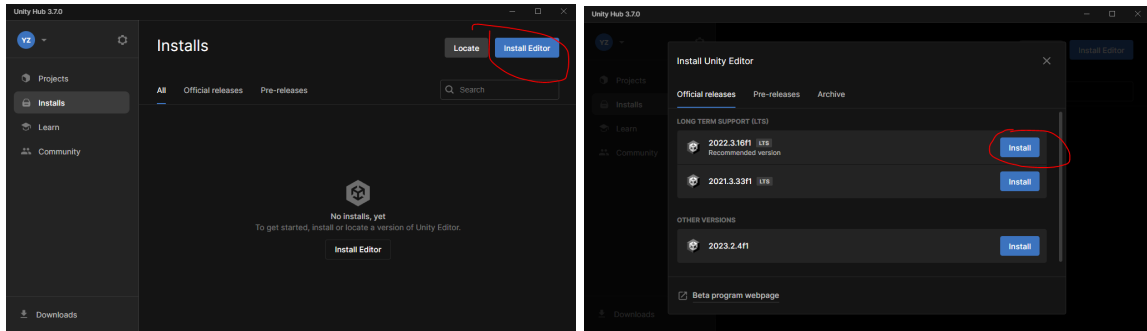 Unity Hub 3.7.0
YZ
Installs
Locate
Install Editor
Projects
Installs
Learn
Community
All Official releases Pre-releases
Search
No installs, yet
To get started, install or locate a version of Unity Editor.
Install Editor
Downloads
Unity Hub 3.7.0
YZ
Install Editor
Projects
Installs
Learn
Community
Install Unity Editor
Official releases Pre-releases Archive
LONG TERM SUPPORT (LTS)
2022.3.16f1 LTS
Recommended version
Install
2021.3.33f1 LTS
Install
OTHER VERSIONS
2023.2.4f1
Install
Beta program webpage
Downloads